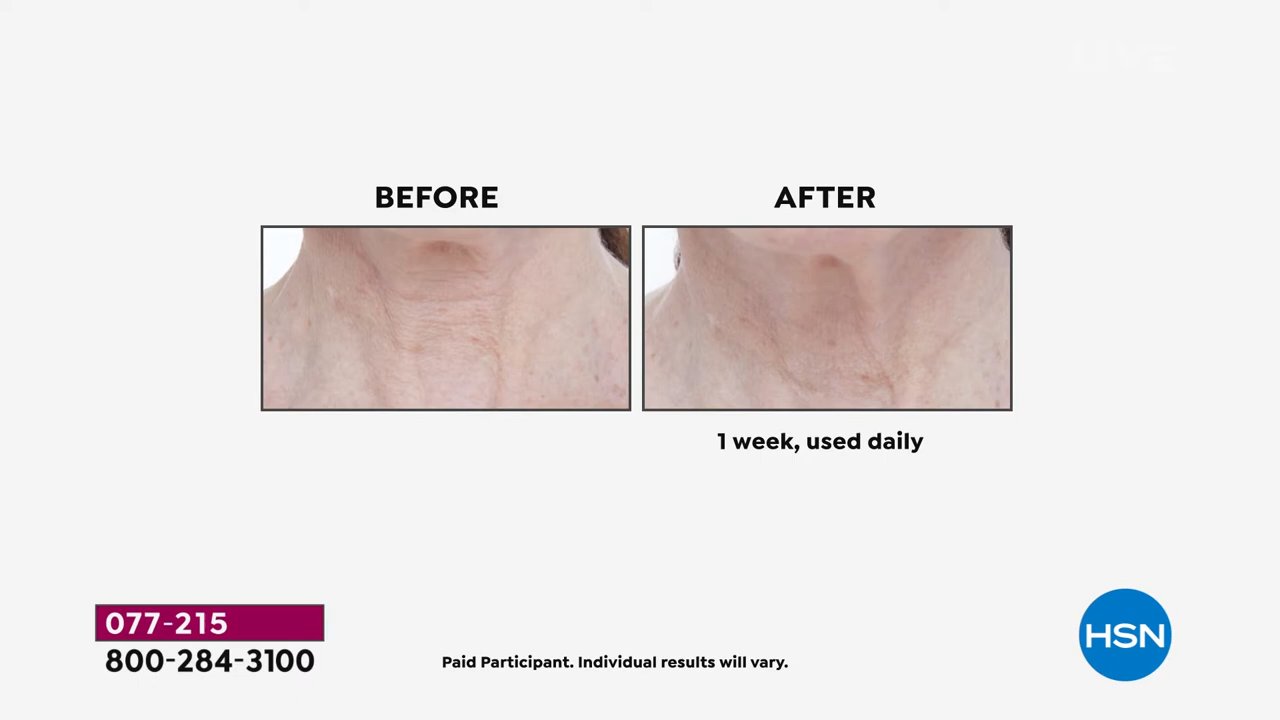 BEFORE
AFTER
1 week, used daily
077-215
800-284-3100
Paid Participant. Individual results will vary.
HSN